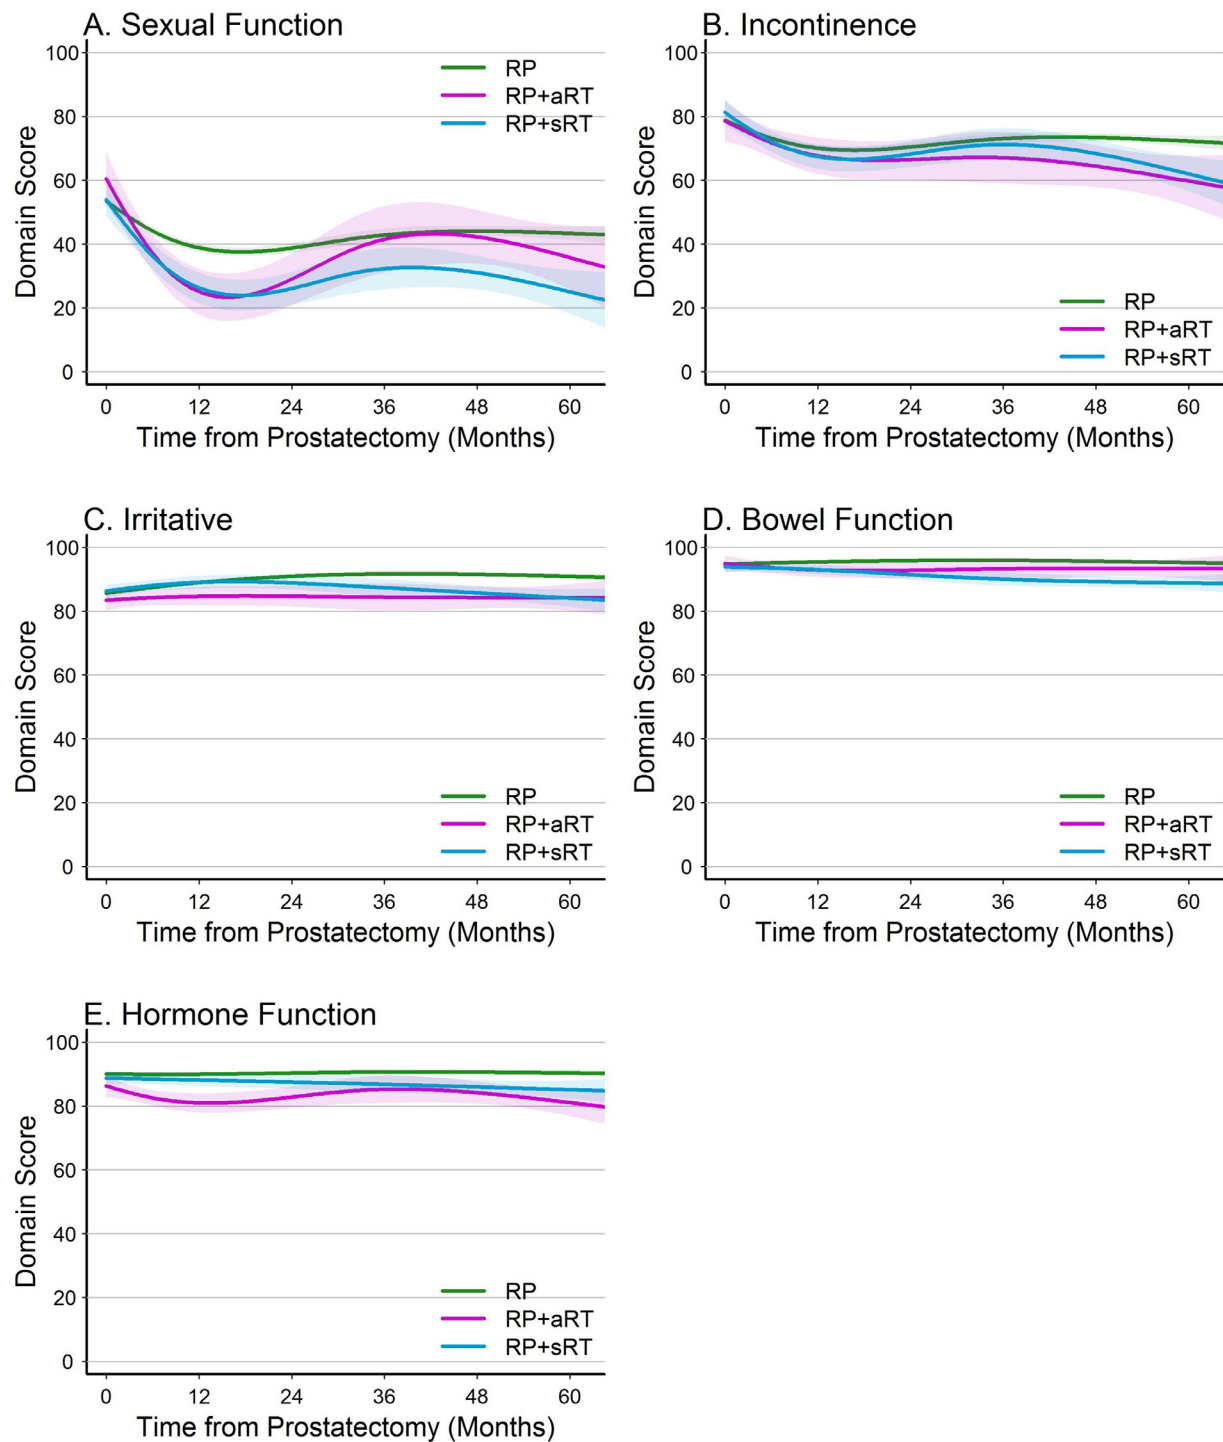 A. Sexual Function
100
80
60
40
20
0
Domain Score
RP
RP+aRT
RP+sRT
0 12 24 36 48 60
Time from Prostatectomy (Months)
B. Incontinence
100
80
60
40
20
0
Domain Score
RP
RP+aRT
RP+sRT
0 12 24 36 48 60
Time from Prostatectomy (Months)
C. Irritative
100
80
60
40
20
0
Domain Score
RP
RP+aRT
RP+sRT
0 12 24 36 48 60
Time from Prostatectomy (Months)
D. Bowel Function
100
80
60
40
20
0
Domain Score
RP
RP+aRT
RP+sRT
0 12 24 36 48 60
Time from Prostatectomy (Months)
E. Hormone Function
100
80
60
40
20
0
Domain Score
RP
RP+aRT
RP+sRT
0 12 24 36 48 60
Time from Prostatectomy (Months)